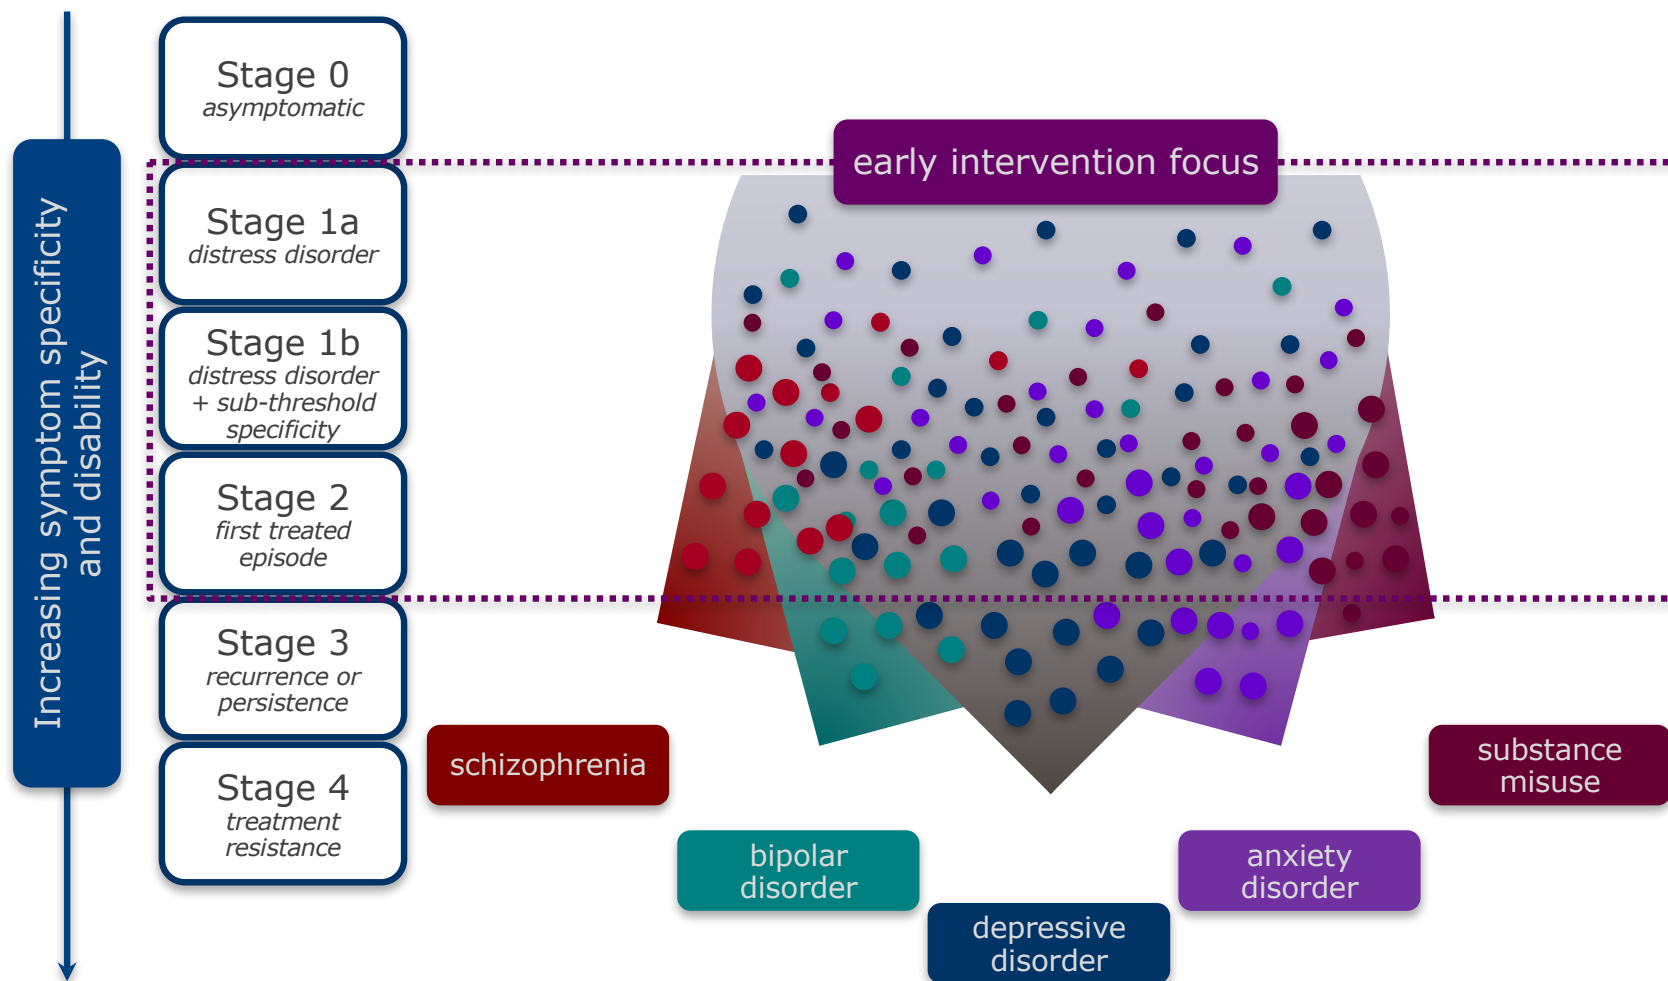 Increasing symptom specificity
and disability
Stage 0
asymptomatic
Stage 1a
distress disorder
Stage 1b
distress disorder
+ sub-threshold
specificity
Stage 2
first treated
episode
Stage 3
recurrence or
persistence
Stage 4
treatment
resistance
early intervention focus
schizophrenia
bipolar
disorder
depressive
disorder
anxiety
disorder
substance
misuse